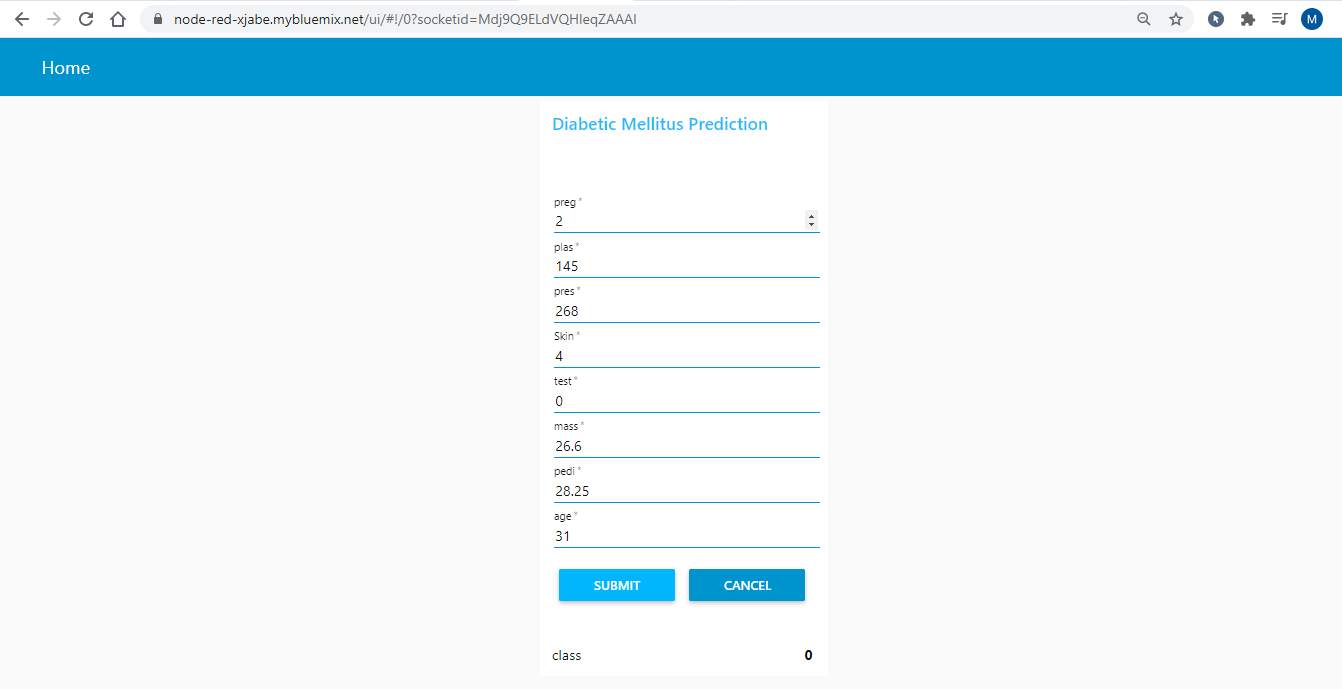 node-red-xjabe.mybluemix.net/ui/#!/0?socketid=Mdj9Q9ELdVQHIeqZAAAI
M
Home
Diabetic Mellitus Prediction
preg *
2
plas *
145
pres *
268
Skin *
4
test *
0
mass *
26.6
pedi *
28.25
age *
31
SUBMIT CANCEL
class 0